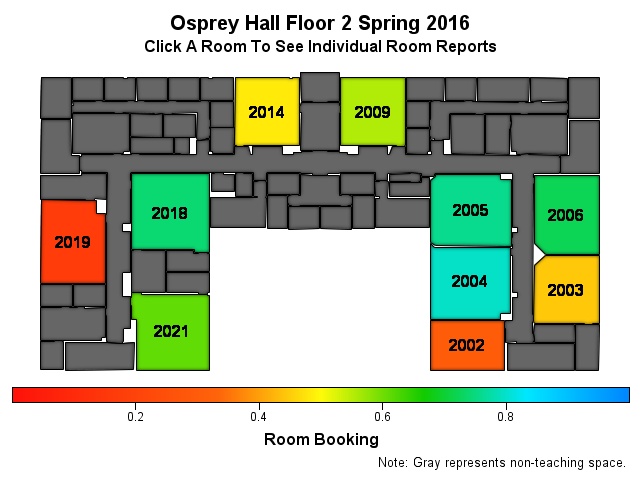 Osprey Hall Floor 2 Spring 2016
Click A Room To See Individual Room Reports
2014
2009
2018
2005
2006
2019
2004
2003
2021
2002
0.2 0.4 0.6 0.8
Room Booking
Note: Gray represents non-teaching space.